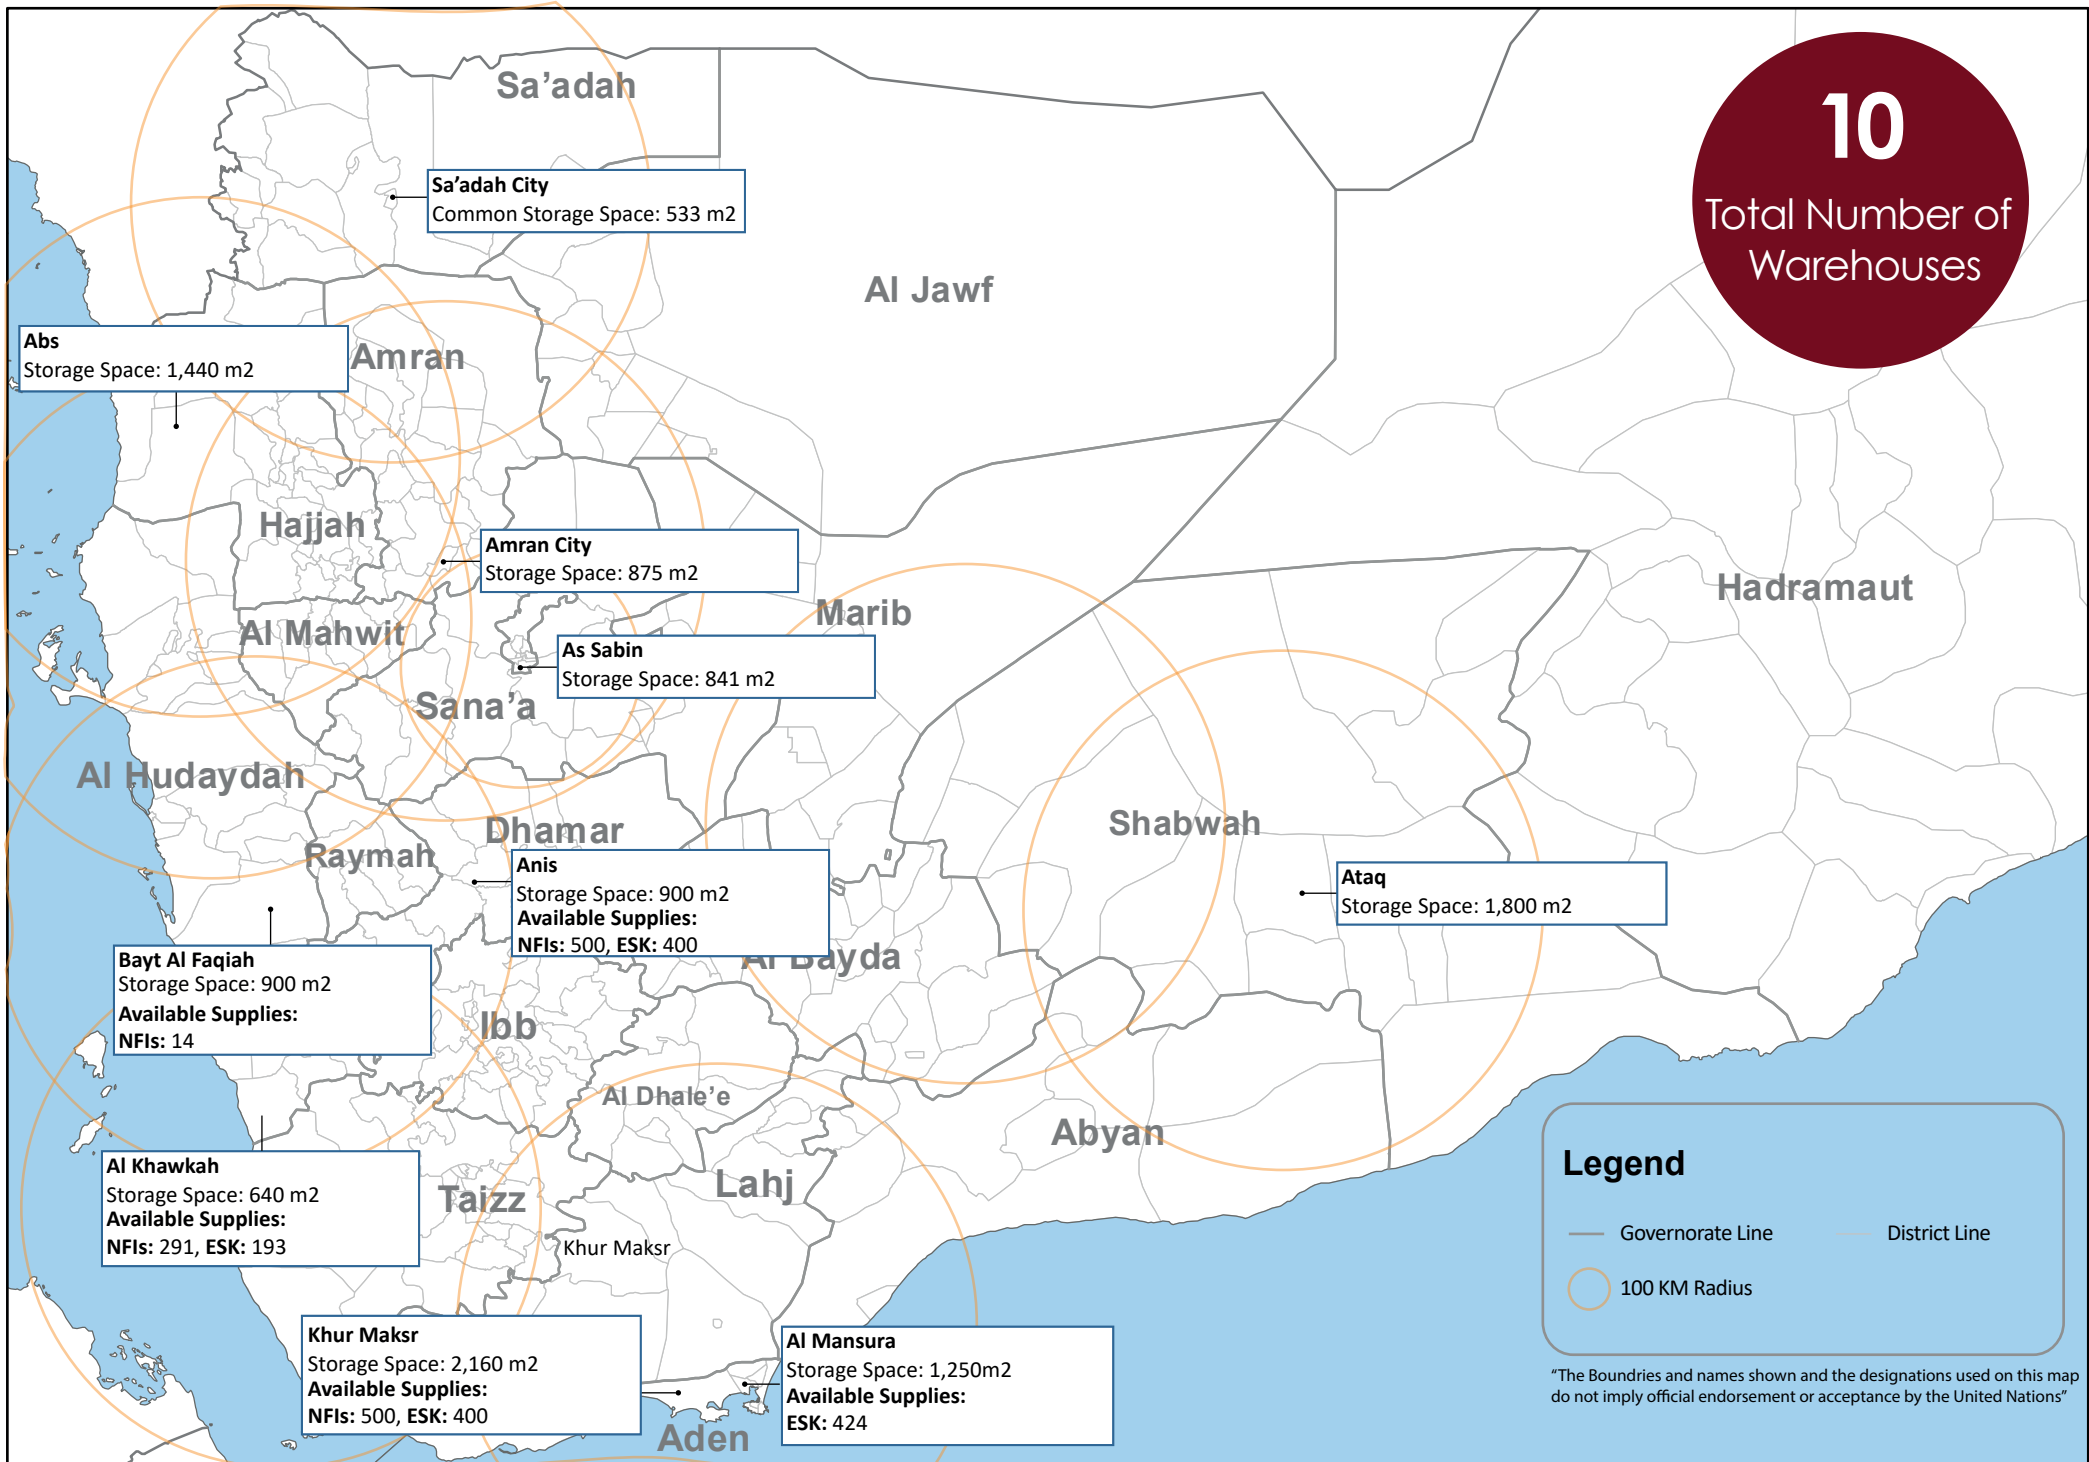 Sa'adah
10
Total Number of
Warehouses
Sa'adah City
Common Storage Space: 533 m2
Al Jawf
Abs
Storage Space: 1,440 m2
Amran
Hajjah
Amran City
Storage Space: 875 m2
Hadramaut
Marib
Al Mahwit
As Sabin
Storage Space: 841 m2
Sana'a
Al Hudaydah
Shabwah
Dhamar
Raymah
Anis
Storage Space: 900 m2
Available Supplies:
NFIs: 500, ESK: 400
Ataq
Storage Space: 1,800 m2
Al Bayda
Bayt Al Faqiah
Storage Space: 900 m2
Available Supplies:
NFIs: 14
Ibb
Al Dhale'e
Abyan
Al Khawkah
Storage Space: 640 m2
Available Supplies:
NFIs: 291, ESK: 193
Taizz
Lahj
Khur Maksr
Khur Maksr
Storage Space: 2,160 m2
Available Supplies:
NFIs: 500, ESK: 400
Al Mansura
Storage Space: 1,250m2
Available Supplies:
ESK: 424
Aden
Legend
Governorate Line
District Line
100 KM Radius
"The Boundries and names shown and the designations used on this map
do not imply official endorsement or acceptance by the United Nations"